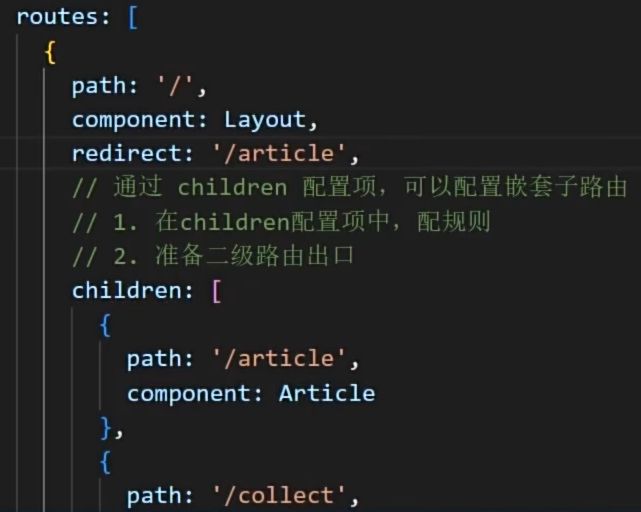 routes: [
{
path: '/',
component: Layout,
redirect: '/article',
// 通过 children 配置项，可以配置嵌套子路由
// 1. 在children配置项中，配规则
// 2. 准备二级路由出口
children: [
{
path: '/article',
component: Article
},
{
path: '/collect',